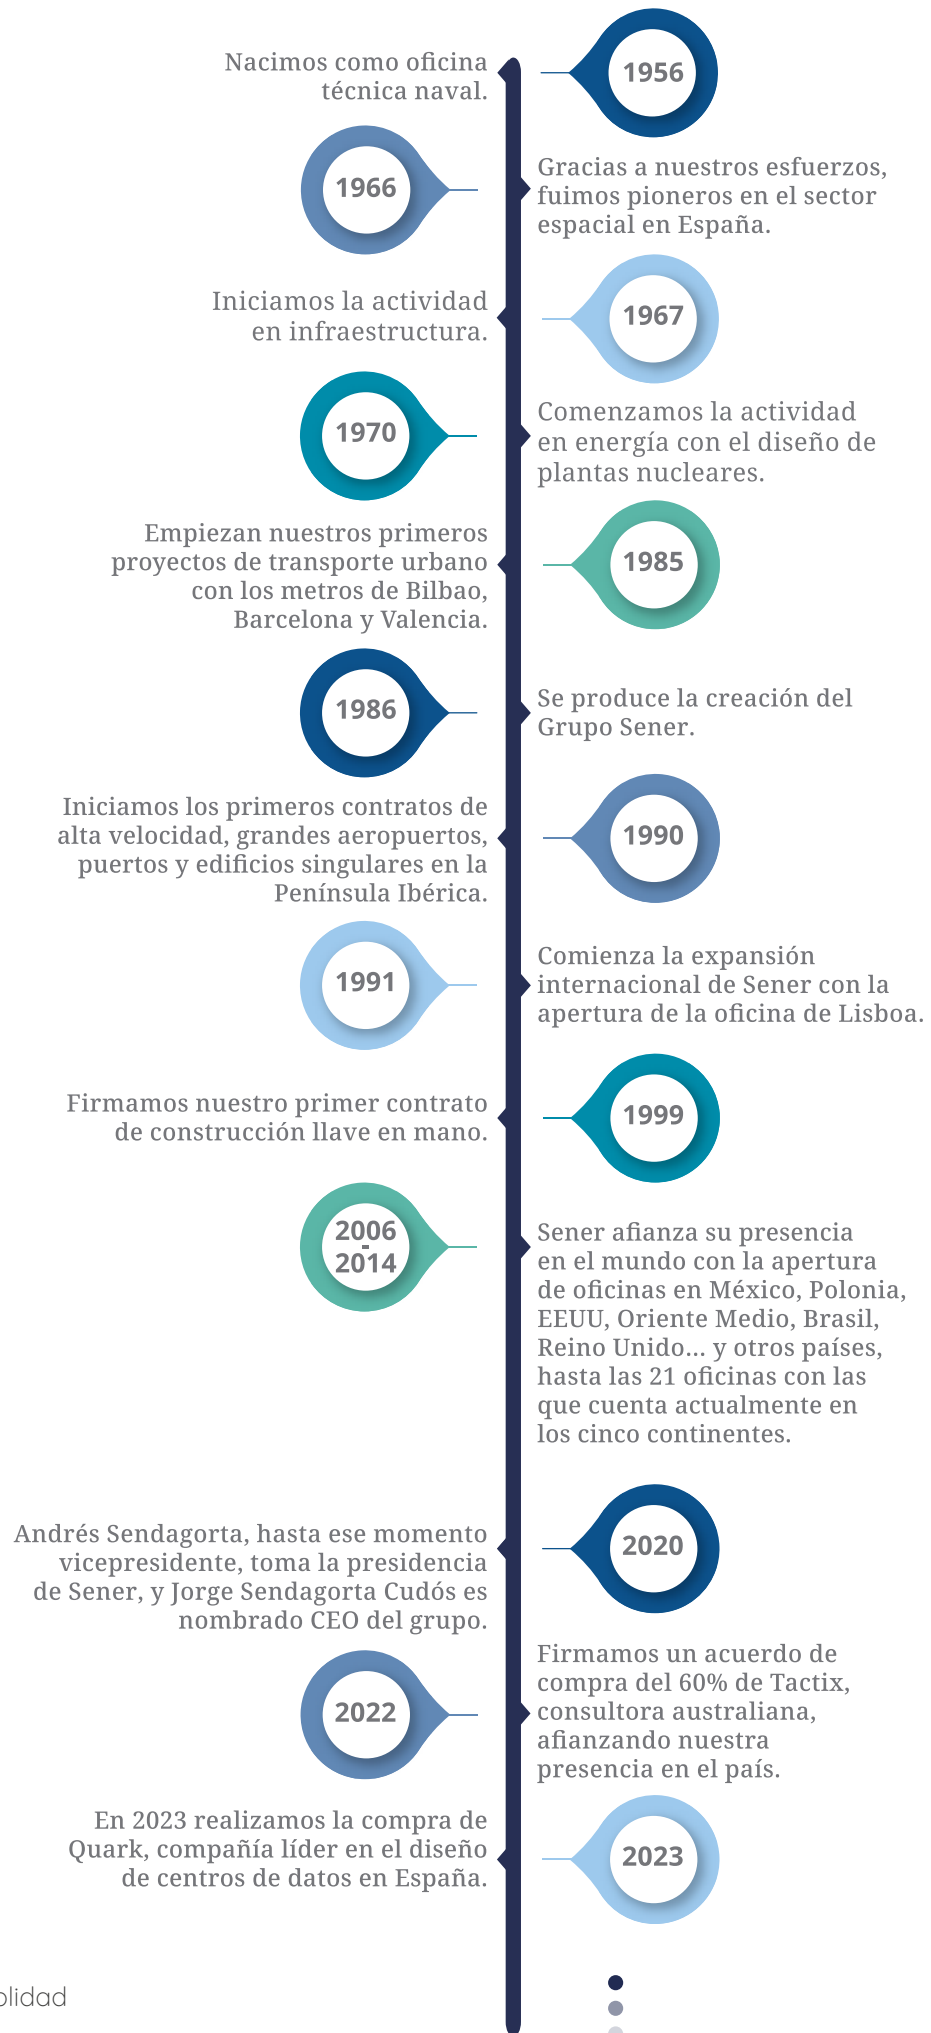 1956
Nacimos como oficina
técnica naval.
1966
Gracias a nuestros esfuerzos,
fuimos pioneros en el sector
espacial en España.
1967
Iniciamos la actividad
en infraestructura.
1970
Comenzamos la actividad
en energía con el diseño de
plantas nucleares.
1985
Empiezan nuestros primeros
proyectos de transporte urbano
con los metros de Bilbao,
Barcelona y Valencia.
1986
Se produce la creación del
Grupo Sener.
1990
Iniciamos los primeros contratos de
alta velocidad, grandes aeropuertos,
puertos y edificios singulares en la
Península Ibérica.
1991
Comienza la expansión
internacional de Sener con la
apertura de la oficina de Lisboa.
1999
Firmamos nuestro primer contrato
de construcción llave en mano.
2006
-
2014
Sener afianza su presencia
en el mundo con la apertura
de oficinas en México, Polonia,
EEUU, Oriente Medio, Brasil,
Reino Unido... y otros países,
hasta las 21 oficinas con las
que cuenta actualmente en
los cinco continentes.
2020
Andrés Sendagorta, hasta ese momento
vicepresidente, toma la presidencia
de Sener, y Jorge Sendagorta Cudós es
nombrado CEO del grupo.
2022
Firmamos un acuerdo de
compra del 60% de Tactix,
consultora australiana,
afianzando nuestra
presencia en el país.
2023
En 2023 realizamos la compra de
Quark, compañía líder en el diseño
de centros de datos en España.